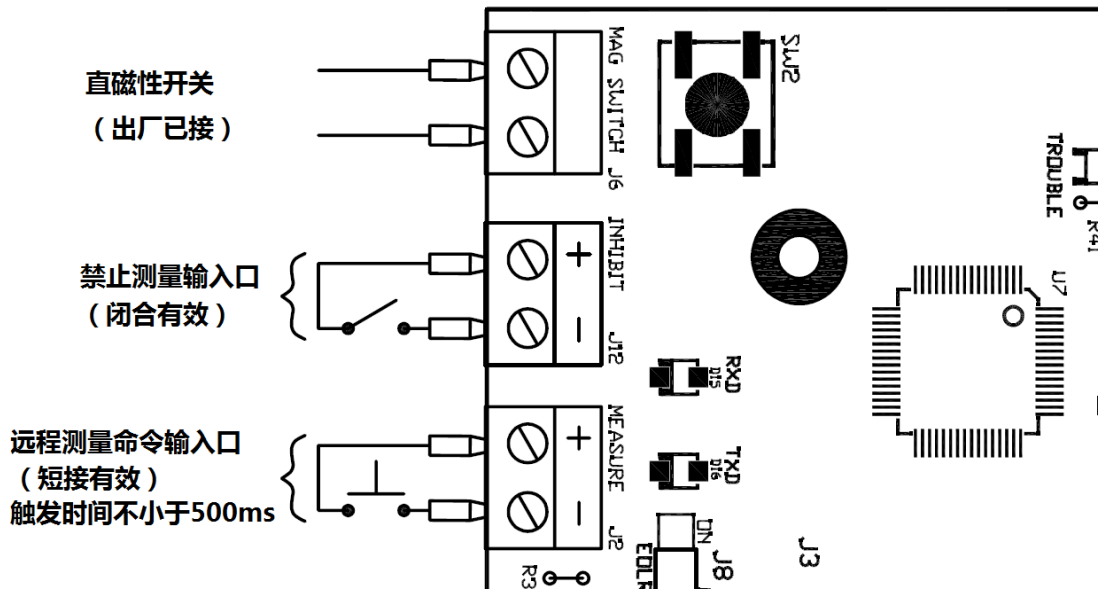 直磁性开关
（出厂已接）
MAG SWITCH J6
SW2
TROUBLE
R41
禁止测量输入口
（闭合有效）
+
INHIBIT
-
J12
U7
RXD
D15
远程测量命令输入口
（短接有效）
触发时间不小于500ms
+
MEASURE
-
J2
TXD
D16
ON
J8
J3
R3